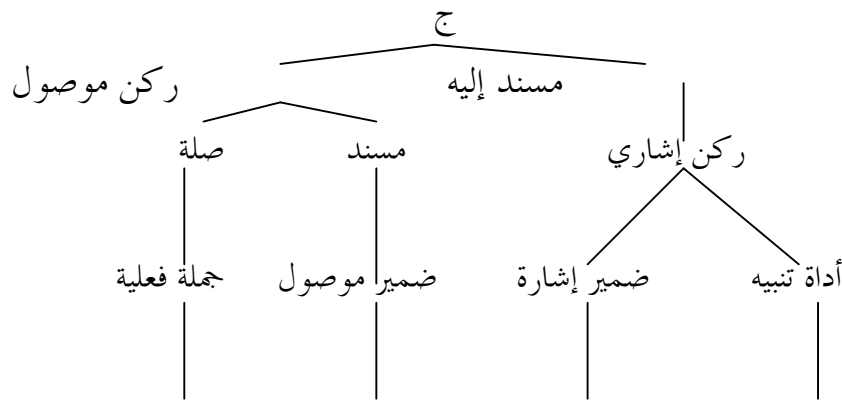 ج
مسند إليه ركن موصول
ركن إشاري مسند صلة
أداة تنبيه ضمير إشارة ضمير موصول جملة فعلية